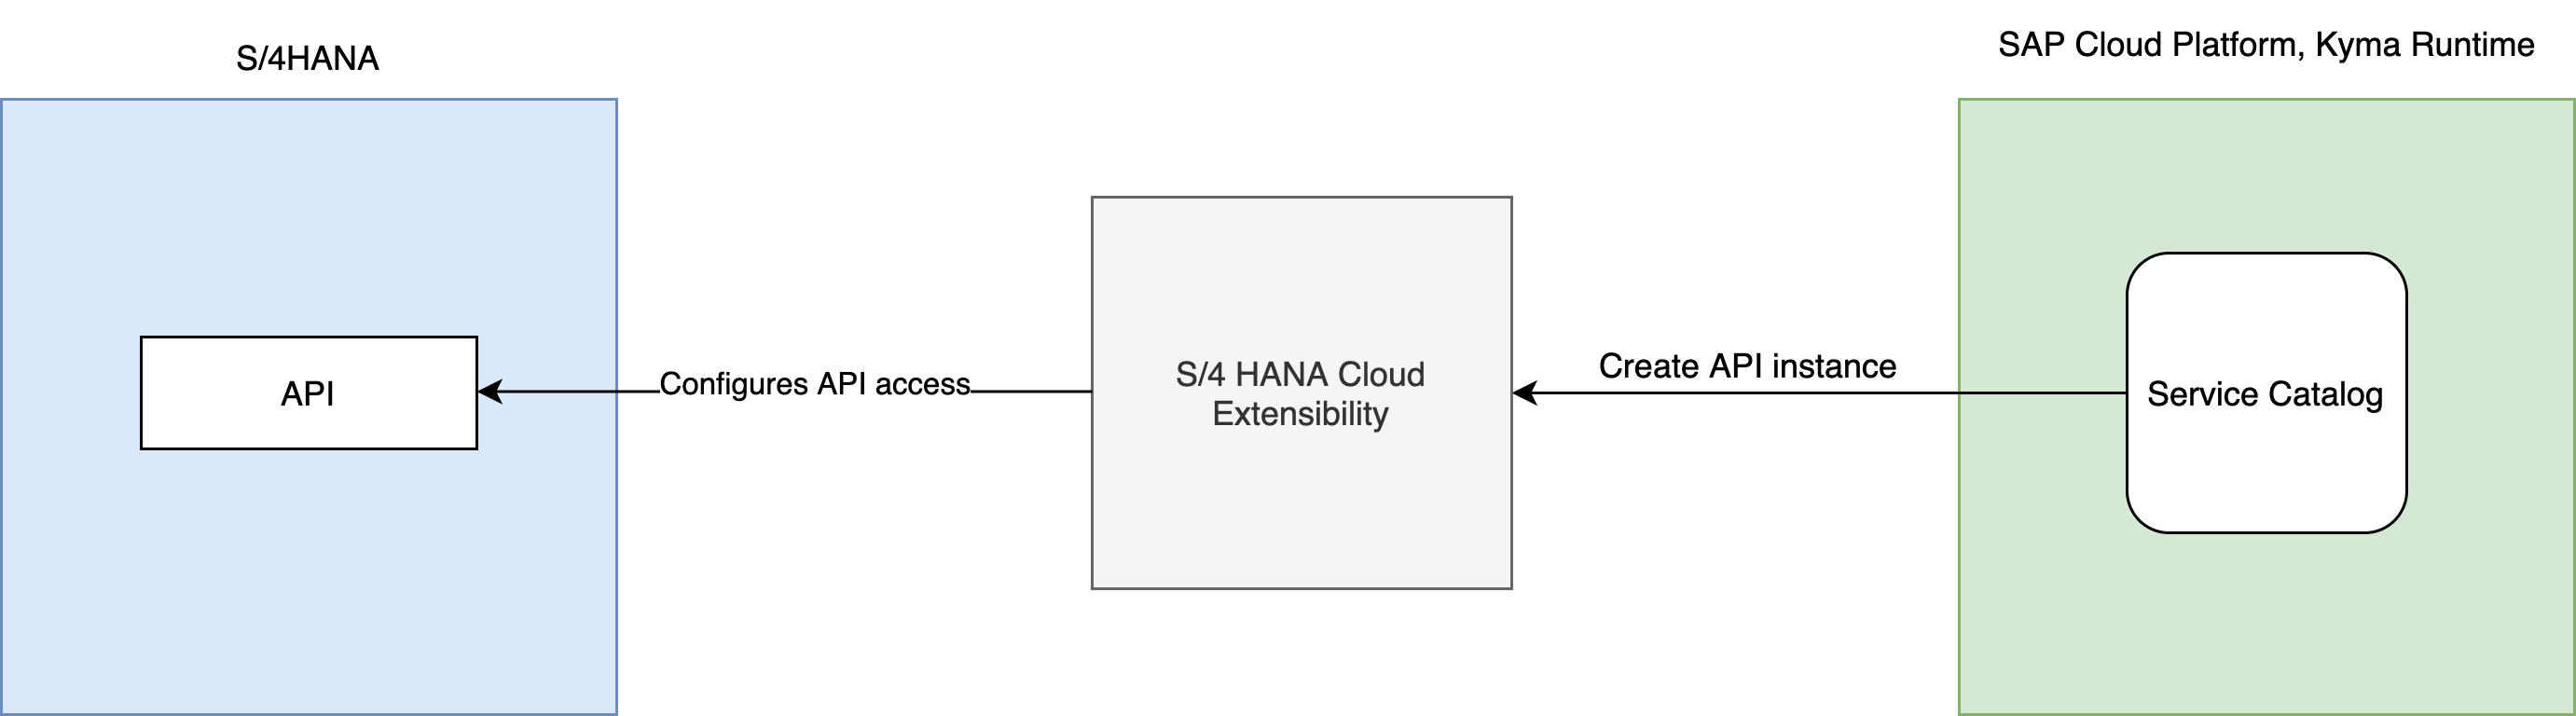 S/4HANA
SAP Cloud Platform, Kyma Runtime
API
Configures API access
S/4 HANA Cloud
Extensibility
Create API instance
Service Catalog